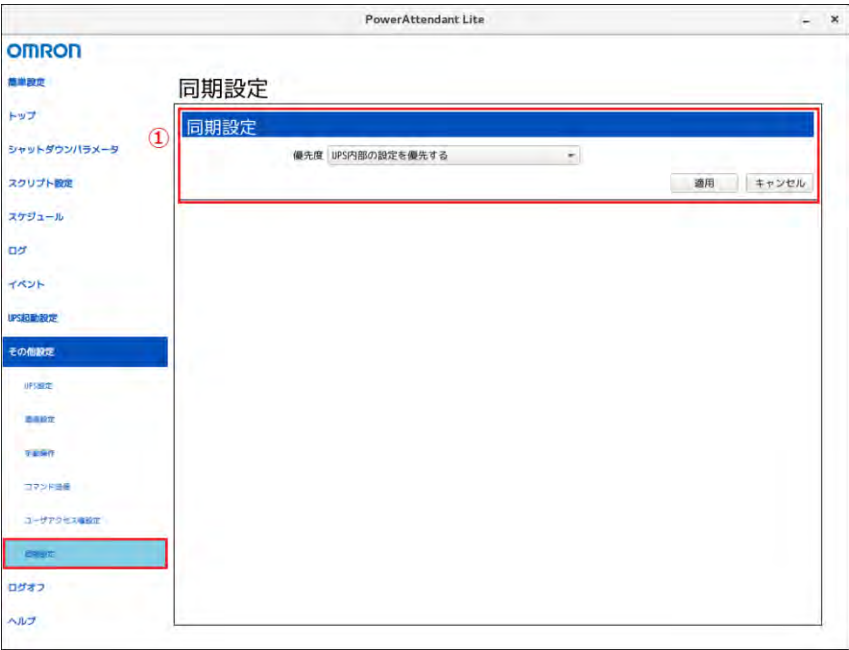 PowerAttendant Lite
OMRON
簡単設定
トップ
シャットダウンパラメータ
スクリプト設定
スケジュール
ログ
イベント
UPS起動設定
その他設定
UPS設定
画面設定
手動操作
コマンド送信
ユーザアクセス権設定
同期設定
ログオフ
ヘルプ
同期設定
①
同期設定
優先度 UPS内部の設定を優先する
適用 キャンセル